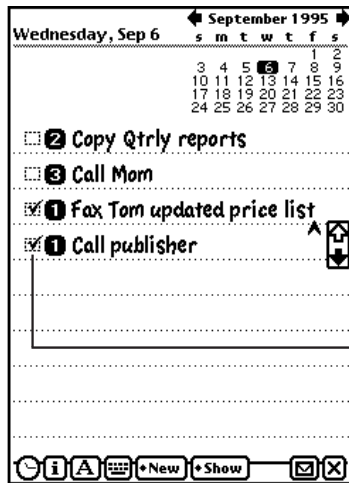 September 1995
Wednesday, Sep 6
s m t w t f s
1 2
3 4 5 6 7 8 9
10 11 12 13 14 15 16
17 18 19 20 21 22 23
24 25 26 27 28 29 30
2 Copy Qtrly reports
3 Call Mom
1 Fax Tom updated price list
1 Call publisher
i A New Show